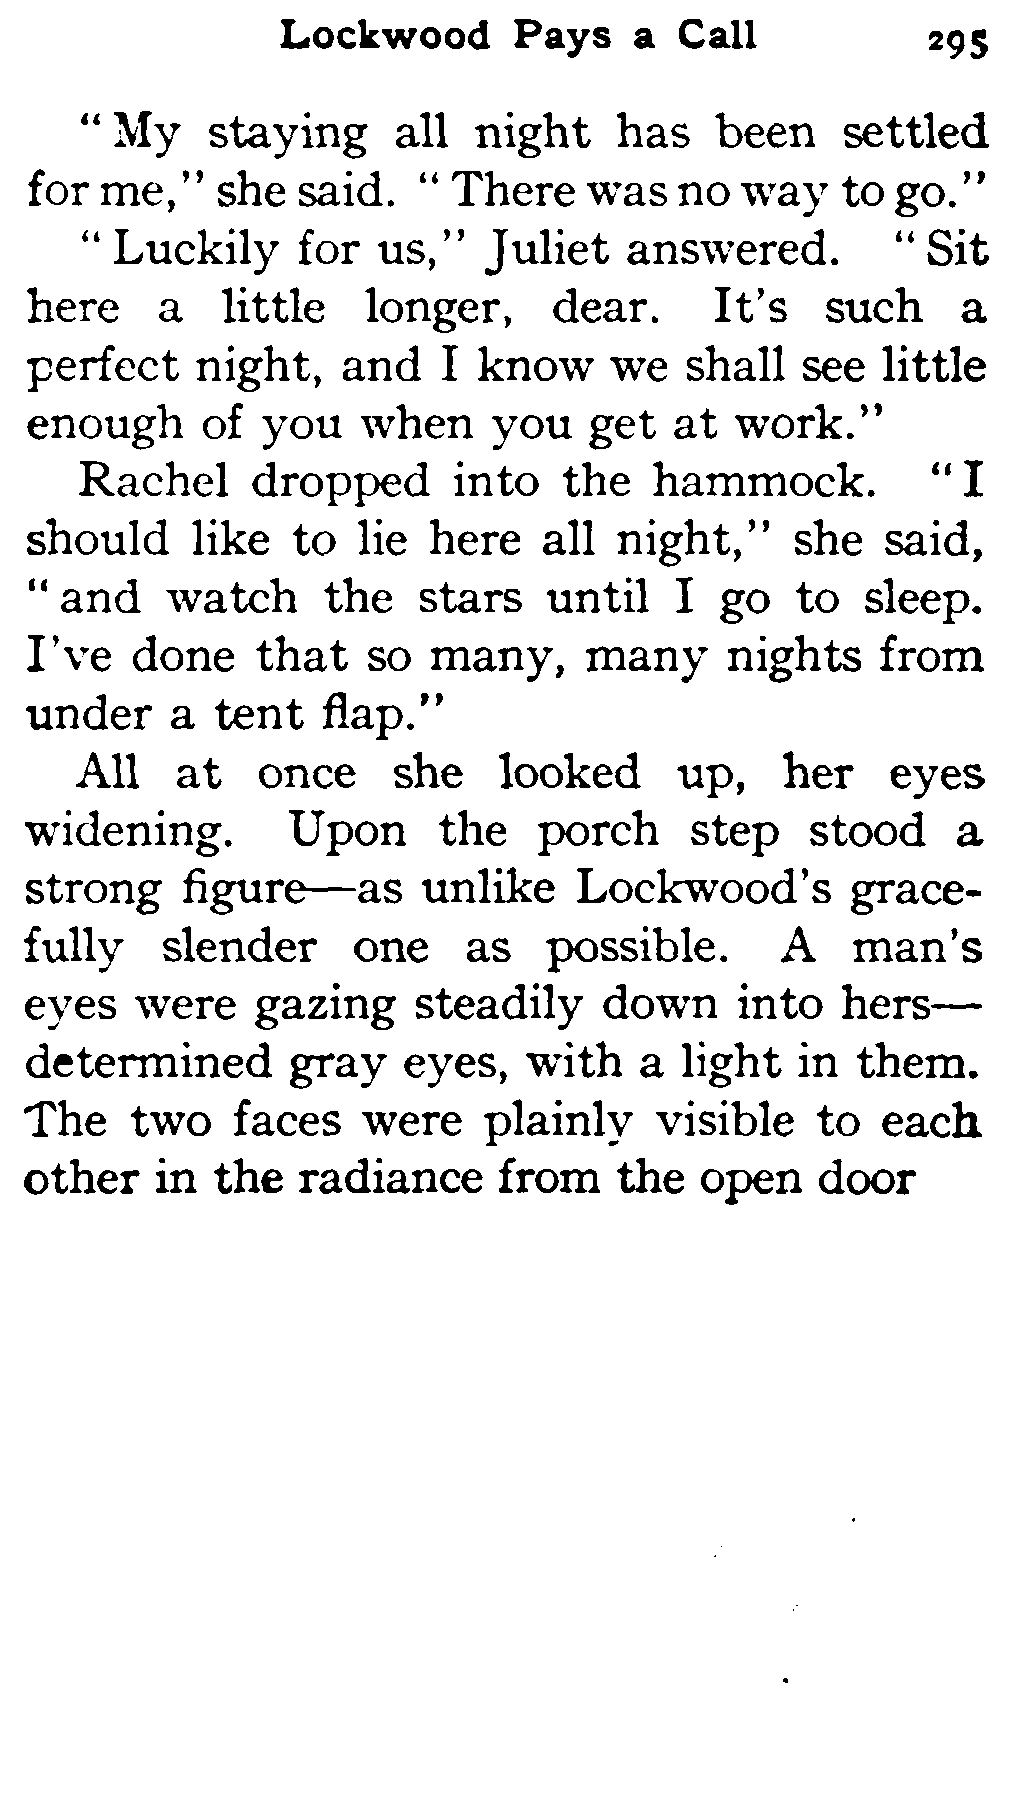 Lockwood Pays a Call 295
“ My staying all night has been settled
for me,” she said. “ There was no way to go.”
“ Luckily for us,” Juliet answered. “ Sit
here a little longer, dear. It's such a
perfect night, and I know we shall see little
enough of you when you get at work.”
Rachel dropped into the hammock. “ I
should like to lie here all night,” she said,
“ and watch the stars until I go to sleep.
I've done that so many, many nights from
under a tent flap.”
All at once she looked up, her eyes
widening. Upon the porch step stood a
strong figure—as unlike Lockwood's grace-
fully slender one as possible. A man's
eyes were gazing steadily down into hers—
determined gray eyes, with a light in them.
The two faces were plainly visible to each
other in the radiance from the open door